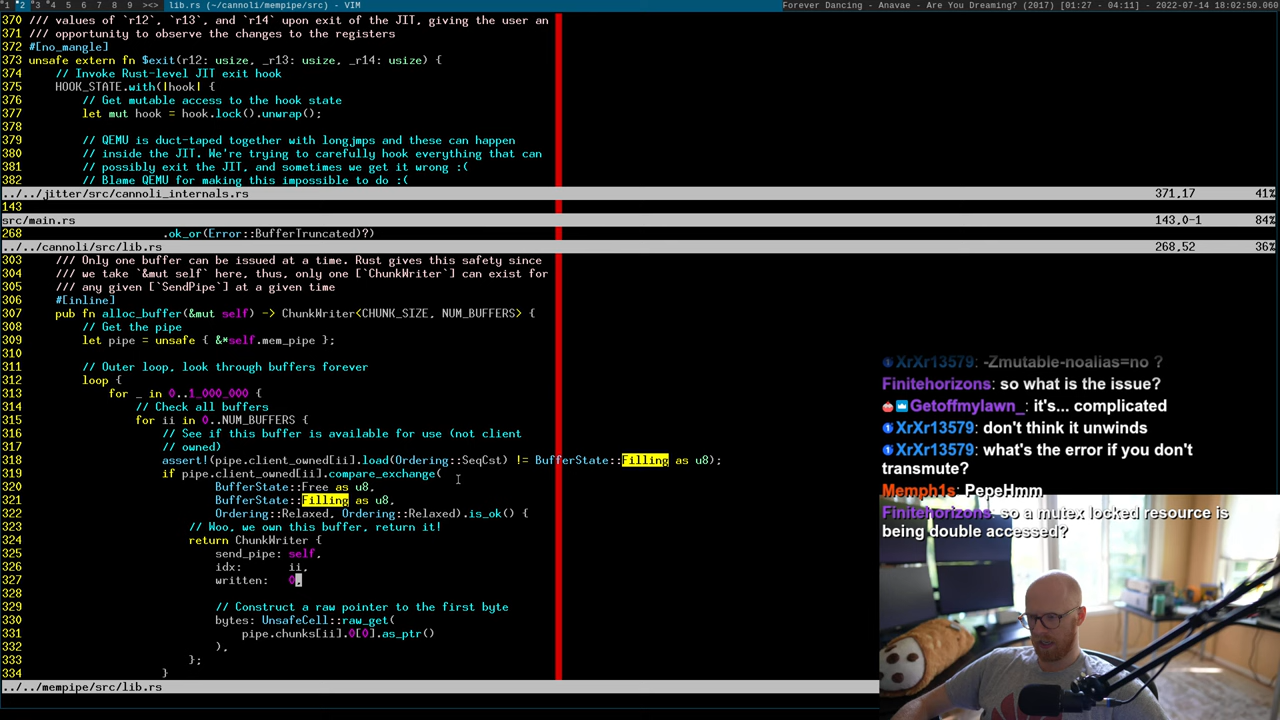 1 2 3 4 5 6 7 8 9 ><> lib.rs (~/cannoli/mempipe/src) - VIM
Forever Dancing - Anavae - Are You Dreaming? (2017) [01:27 - 04:11] - 2022-07-14 18:02:50.060
370 /// values of `r12`, `r13`, and `r14` upon exit of the JIT, giving the user an
371 /// opportunity to observe the changes to the registers
372 #[no_mangle]
373 unsafe extern fn $exit(r12: usize, _r13: usize, _r14: usize) {
374     // Invoke Rust-level JIT exit hook
375     HOOK_STATE.with(|hook| {
376         // Get mutable access to the hook state
377         let mut hook = hook.lock().unwrap();
378
379         // QEMU is duct-taped together with longjmps and these can happen
380         // inside the JIT. We're trying to carefully hook everything that can
381         // possibly exit the JIT, and sometimes we get it wrong :(
382         // Blame QEMU for making this impossible to do :(
../../jitter/src/cannoli_internals.rs 371,17 41%
143
src/main.rs 143,0-1 84%
268                     .ok_or(Error::BufferTruncated)?)
../../cannoli/src/lib.rs 268,52 36%
303     /// Only one buffer can be issued at a time. Rust gives this safety since
304     /// we take `&mut self` here, thus, only one [`ChunkWriter`] can exist for
305     /// any given [`SendPipe`] at a given time
306     #[inline]
307     pub fn alloc_buffer(&mut self) -> ChunkWriter<CHUNK_SIZE, NUM_BUFFERS> {
308         // Get the pipe
309         let pipe = unsafe { &*self.mem_pipe };
310
311         // Outer loop, look through buffers forever
312         loop {
313             for _ in 0..1_000_000 {
314                 // Check all buffers
315                 for ii in 0..NUM_BUFFERS {
316                     // See if this buffer is available for use (not client
317                     // owned)
318                     assert!(pipe.client_owned[ii].load(Ordering::SeqCst) != BufferState::Filling as u8);
319                     if pipe.client_owned[ii].compare_exchange(
320                             BufferState::Free as u8,
321                             BufferState::Filling as u8,
322                             Ordering::Relaxed, Ordering::Relaxed).is_ok() {
323                         // Woo, we own this buffer, return it!
324                         return ChunkWriter {
325                             send_pipe: self,
326                             idx:       ii,
327                             written:   0,
328
329                             // Construct a raw pointer to the first byte
330                             bytes: UnsafeCell::raw_get(
331                                 pipe.chunks[ii].0[0].as_ptr()
332                             ),
333                         };
334                     }
../../mempipe/src/lib.rs
XrXr13579: -Zmutable-noalias=no ?
Finitehorizons: so what is the issue?
Getoffmylawn_: it's... complicated
XrXr13579: don't think it unwinds
XrXr13579: what's the error if you don't
transmute?
Memph1s: PepeHmm
Finitehorizons: so a mutex locked resource is
being double accessed?